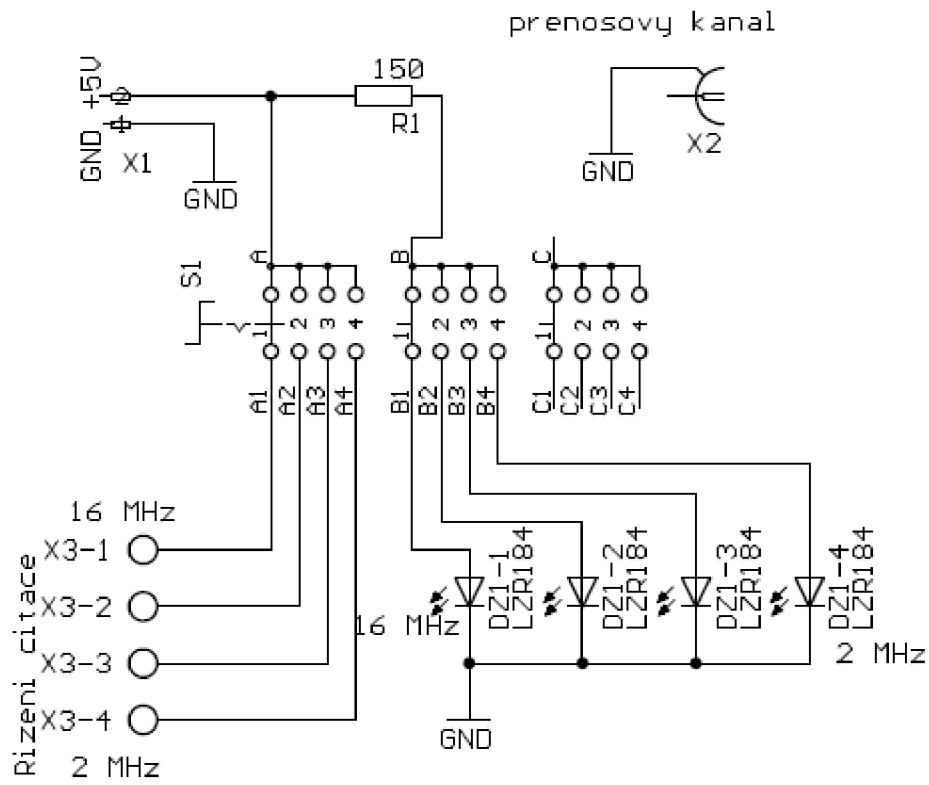 prenosovy kanal
+5V
2
150
R1
GND
1
X1
GND
GND
X2
S1
A
B
C
1 2 3 4
1 2 3 4
1 2 3 4
A1 A2 A3 A4
B1 B2 B3 B4
C1 C2 C3 C4
16 MHz
X3-1
X3-2
X3-3
X3-4
2 MHz
Rizeni citace
DZ1-1
LZR184
DZ1-2
LZR184
DZ1-3
LZR184
DZ1-4
LZR184
16 MHz
2 MHz
GND